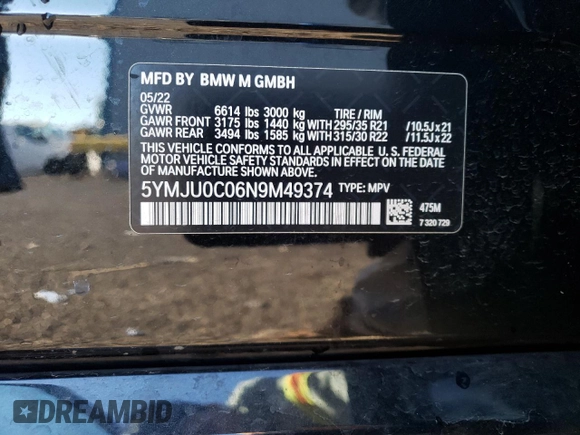 MFD BY BMW M GMBH
05/22
GVWR 6614 lbs 3000 kg TIRE / RIM
GAWR FRONT 3175 lbs 1440 kg WITH 295/35 R21 /10.5J x 21
GAWR REAR 3494 lbs 1585 kg WITH 315/30 R22 /11.5J x 22
THIS VEHICLE CONFORMS TO ALL APPLICABLE U. S. FEDERAL
MOTOR VEHICLE SAFETY STANDARDS IN EFFECT ON THE DATE
OF MANUFACTURE SHOWN ABOVE.
5YMJU0C06N9M49374 TYPE: MPV
475M
7 320 729
DREAMBID